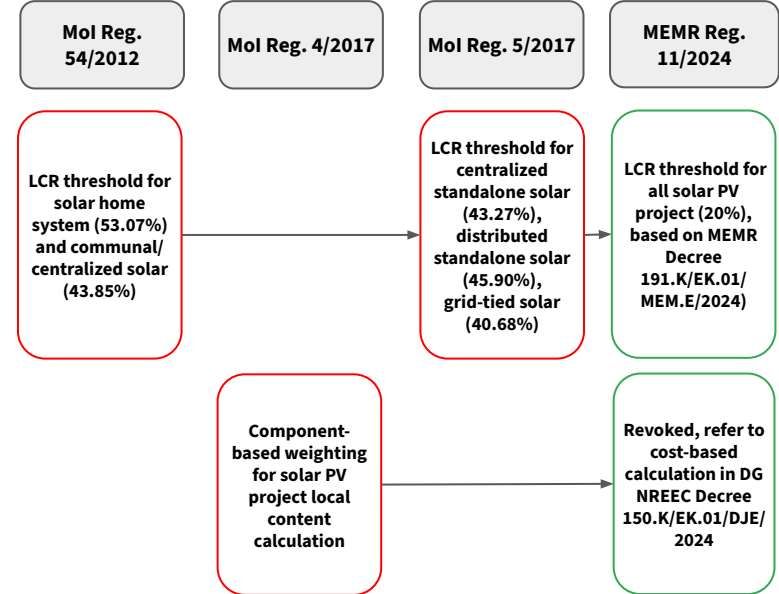 MoI Reg.
54/2012
MoI Reg. 4/2017
MoI Reg. 5/2017
MEMR Reg.
11/2024
LCR threshold for
solar home
system (53.07%)
and communal/
centralized solar
(43.85%)
LCR threshold for
centralized
standalone solar
(43.27%),
distributed
standalone solar
(45.90%),
grid-tied solar
(40.68%)
LCR threshold for
all solar PV
project (20%),
based on MEMR
Decree
191.K/EK.01/
MEM.E/2024)
Component-
based weighting
for solar PV
project local
content
calculation
Revoked, refer to
cost-based
calculation in DG
NREEC Decree
150.K/EK.01/DJE/
2024